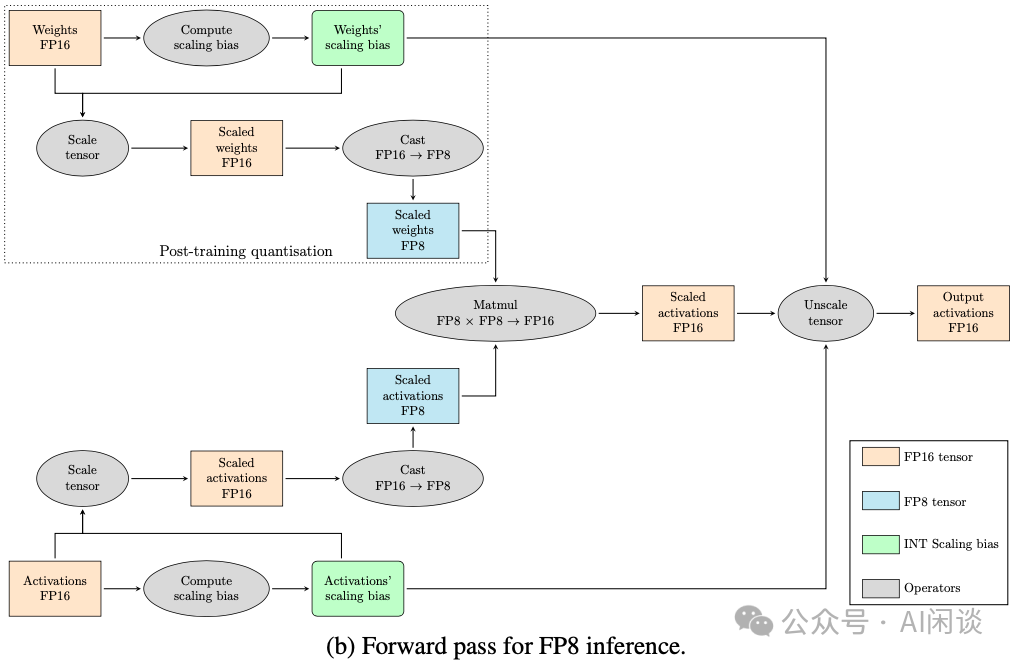 Weights
FP16
Compute
scaling bias
Weights'
scaling bias
Scale
tensor
Scaled
weights
FP16
Cast
FP16 → FP8
Scaled
weights
FP8
Post-training quantisation
Matmul
FP8 × FP8 → FP16
Scaled
activations
FP16
Unscale
tensor
Output
activations
FP16
Scaled
activations
FP8
Scale
tensor
Scaled
activations
FP16
Cast
FP16 → FP8
Activations
FP16
Compute
scaling bias
Activations'
scaling bias
FP16 tensor
FP8 tensor
INT Scaling bias
Operators
公众号 · AI闲谈
(b) Forward pass for FP8 inference.